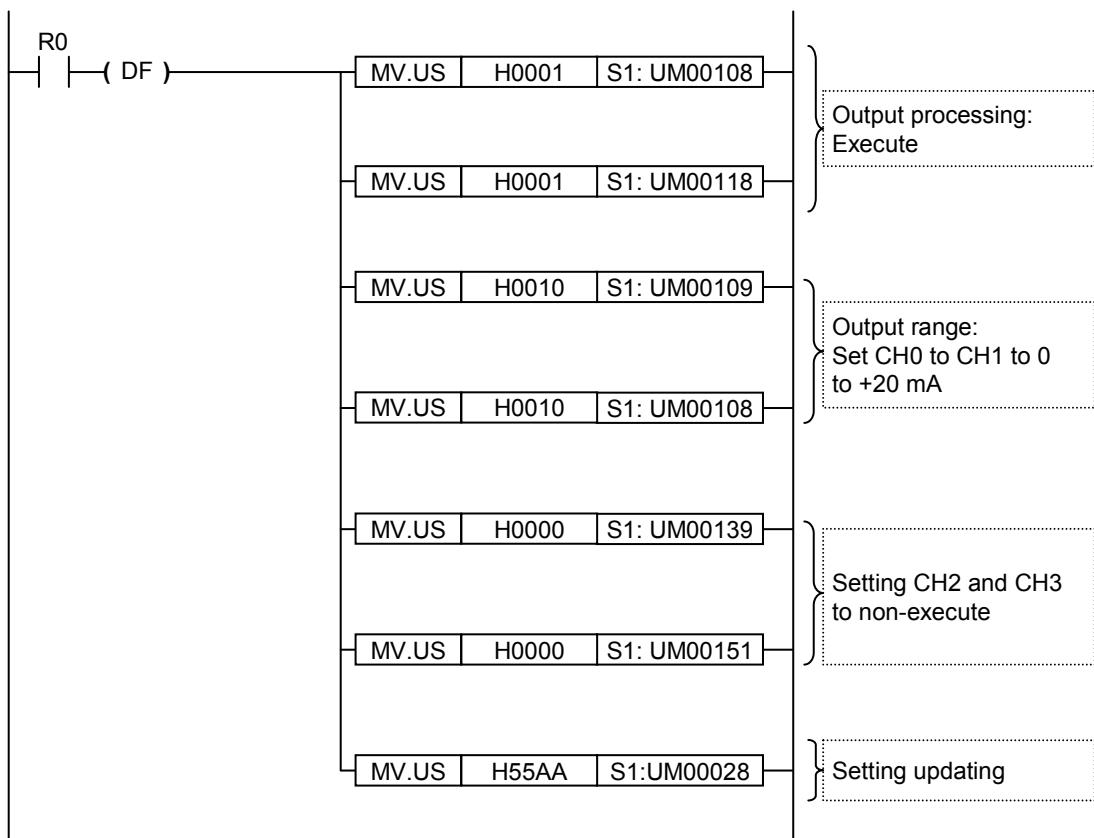 R0
( DF )
MV.US H0001 S1: UM00108
Output processing:
Execute
MV.US H0001 S1: UM00118
MV.US H0010 S1: UM00109
Output range:
Set CH0 to CH1 to 0
to +20 mA
MV.US H0010 S1: UM00108
MV.US H0000 S1: UM00139
Setting CH2 and CH3
to non-execute
MV.US H0000 S1: UM00151
MV.US H55AA S1:UM00028
Setting updating